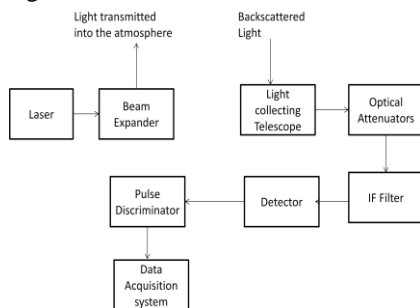 Light transmitted
into the atmosphere
Backscattered
Light
Laser
Beam
Expander
Light
collecting
Telescope
Optical
Attenuators
Pulse
Discriminator
Detector
IF Filter
Data
Acquisition
system